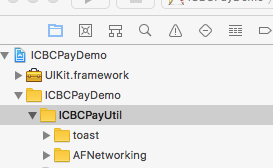 ICBCPayDemo
UIKit.framework
ICBCPayDemo
ICBCPayUtil
toast
AFNetworking